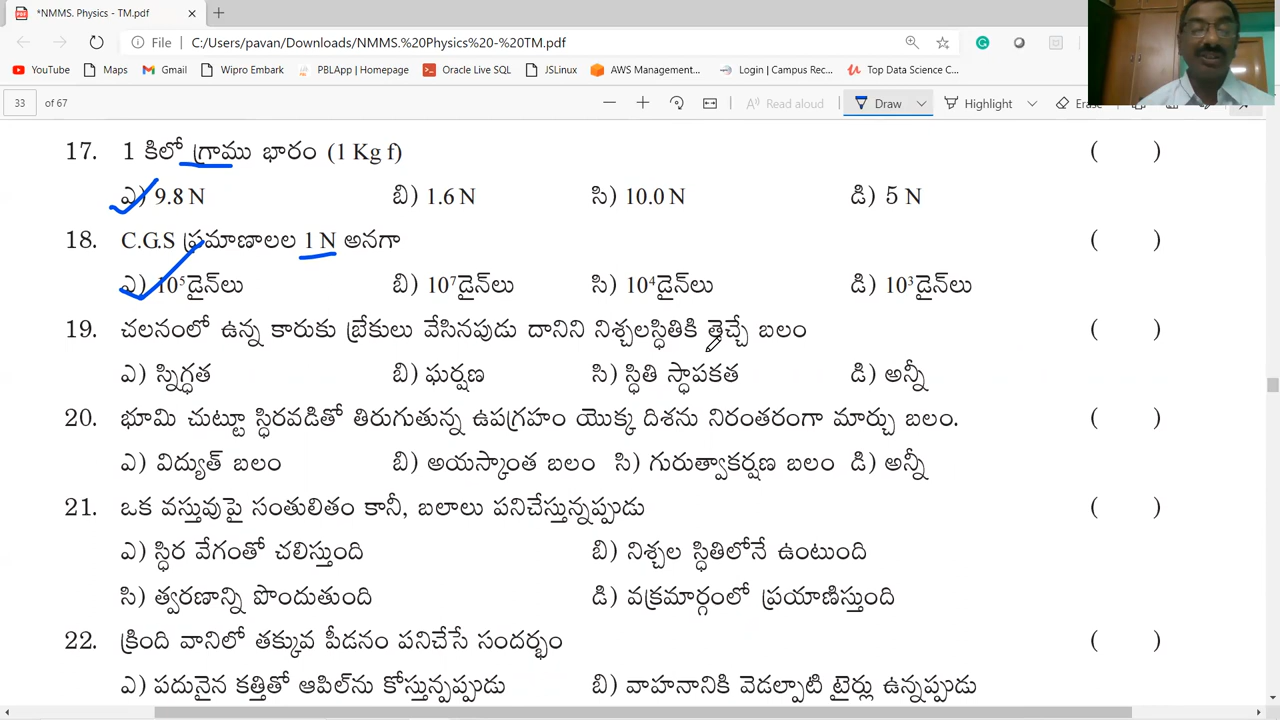 *NMMS. Physics - TM.pdf
File C:/Users/pavan/Downloads/NMMS.%20Physics%20-%20TM.pdf
YouTube Maps Gmail Wipro Embark PBLApp | Homepage Oracle Live SQL JSLinux AWS Management... Login | Campus Rec... Top Data Science C...
33 of 67 Read aloud Draw Highlight Erase
17. 1 కిలో గ్రాము భారం (1 Kg f) ( )
ఎ) 9.8 N బి) 1.6 N సి) 10.0 N డి) 5 N
18. C.G.S ప్రమాణాలల 1 N అనగా ( )
ఎ) 10⁵డైన్‌లు బి) 10⁷డైన్‌లు సి) 10⁴డైన్‌లు డి) 10³డైన్‌లు
19. చలనంలో ఉన్న కారుకు బ్రేకులు వేసినపుడు దానిని నిశ్చలస్ధితికి తెచ్చే బలం ( )
ఎ) స్నిగ్ధత బి) ఘర్షణ సి) స్ధితి స్ధాపకత డి) అన్నీ
20. భూమి చుట్టూ స్ధిరవడితో తిరుగుతున్న ఉపగ్రహం యొక్క దిశను నిరంతరంగా మార్చు బలం. ( )
ఎ) విద్యుత్ బలం బి) అయస్కాంత బలం సి) గురుత్వాకర్షణ బలం డి) అన్నీ
21. ఒక వస్తువుపై సంతులితం కానీ, బలాలు పనిచేస్తున్నప్పుడు ( )
ఎ) స్ధిర వేగంతో చలిస్తుంది బి) నిశ్చల స్ధితిలోనే ఉంటుంది
సి) త్వరణాన్ని పొందుతుంది డి) వక్రమార్గంలో ప్రయాణిస్తుంది
22. క్రింది వానిలో తక్కువ పీడనం పనిచేసే సందర్భం ( )
ఎ) పదునైన కత్తితో ఆపిల్‌ను కోస్తున్నప్పుడు బి) వాహనానికి వెడల్పాటి టైర్లు ఉన్నప్పుడు